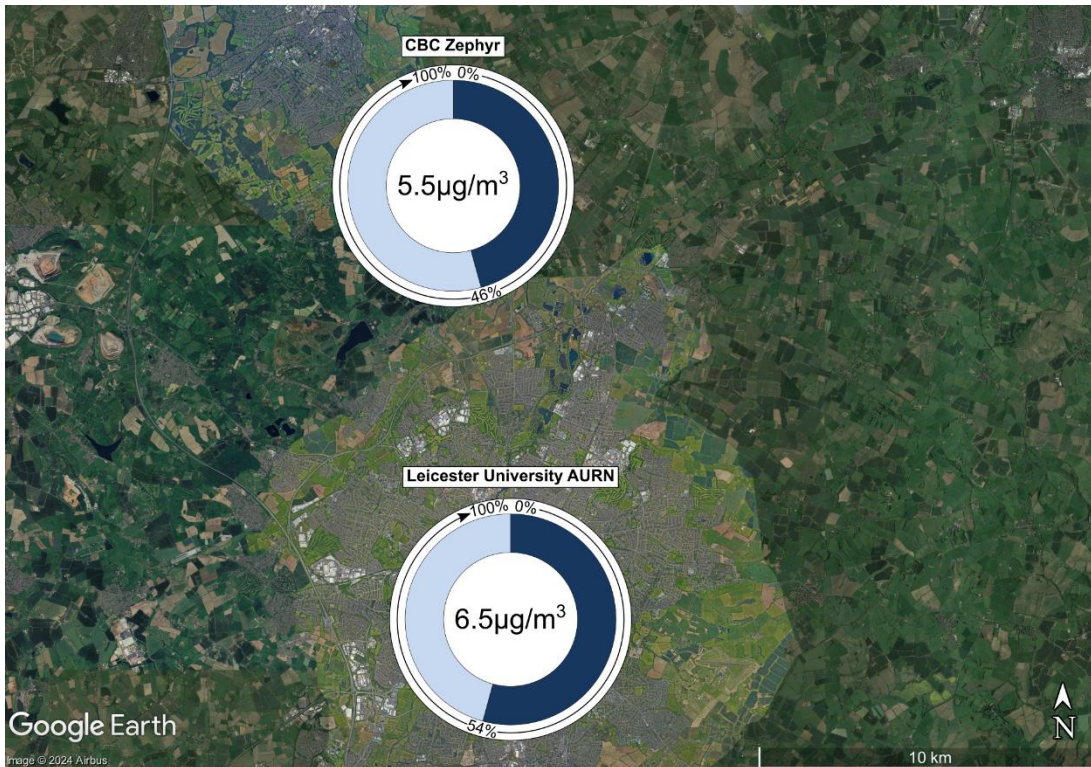 CBC Zephyr
100% 0%
5.5µg/m³
46%
Leicester University AURN
100% 0%
6.5µg/m³
54%
Google Earth
Image © 2024 Airbus
N
10 km